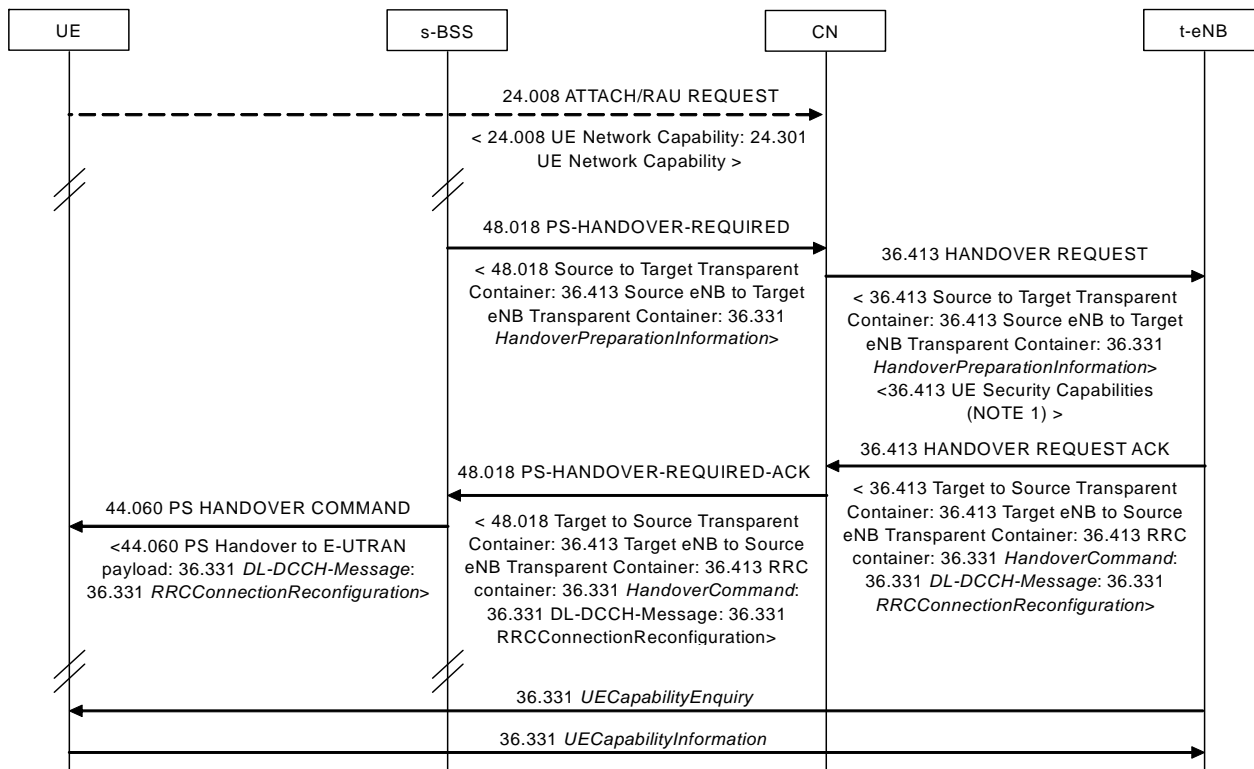 UE
s-BSS
CN
t-eNB
24.008 ATTACH/RAU REQUEST
< 24.008 UE Network Capability: 24.301
UE Network Capability >
48.018 PS-HANDOVER-REQUIRED
< 48.018 Source to Target Transparent
Container: 36.413 Source eNB to Target
eNB Transparent Container: 36.331
HandoverPreparationInformation>
36.413 HANDOVER REQUEST
< 36.413 Source to Target Transparent
Container: 36.413 Source eNB to Target
eNB Transparent Container: 36.331
HandoverPreparationInformation>
<36.413 UE Security Capabilities
(NOTE 1) >
36.413 HANDOVER REQUEST ACK
< 36.413 Target to Source Transparent
Container: 36.413 Target eNB to Source
eNB Transparent Container: 36.413 RRC
container: 36.331 HandoverCommand:
36.331 DL-DCCH-Message: 36.331
RRCConnectionReconfiguration>
48.018 PS-HANDOVER-REQUIRED-ACK
< 48.018 Target to Source Transparent
Container: 36.413 Target eNB to Source
eNB Transparent Container: 36.413 RRC
container: 36.331 HandoverCommand:
36.331 DL-DCCH-Message: 36.331
RRCConnectionReconfiguration>
44.060 PS HANDOVER COMMAND
<44.060 PS Handover to E-UTRAN
payload: 36.331 DL-DCCH-Message:
36.331 RRCConnectionReconfiguration>
36.331 UECapabilityEnquiry
36.331 UECapabilityInformation